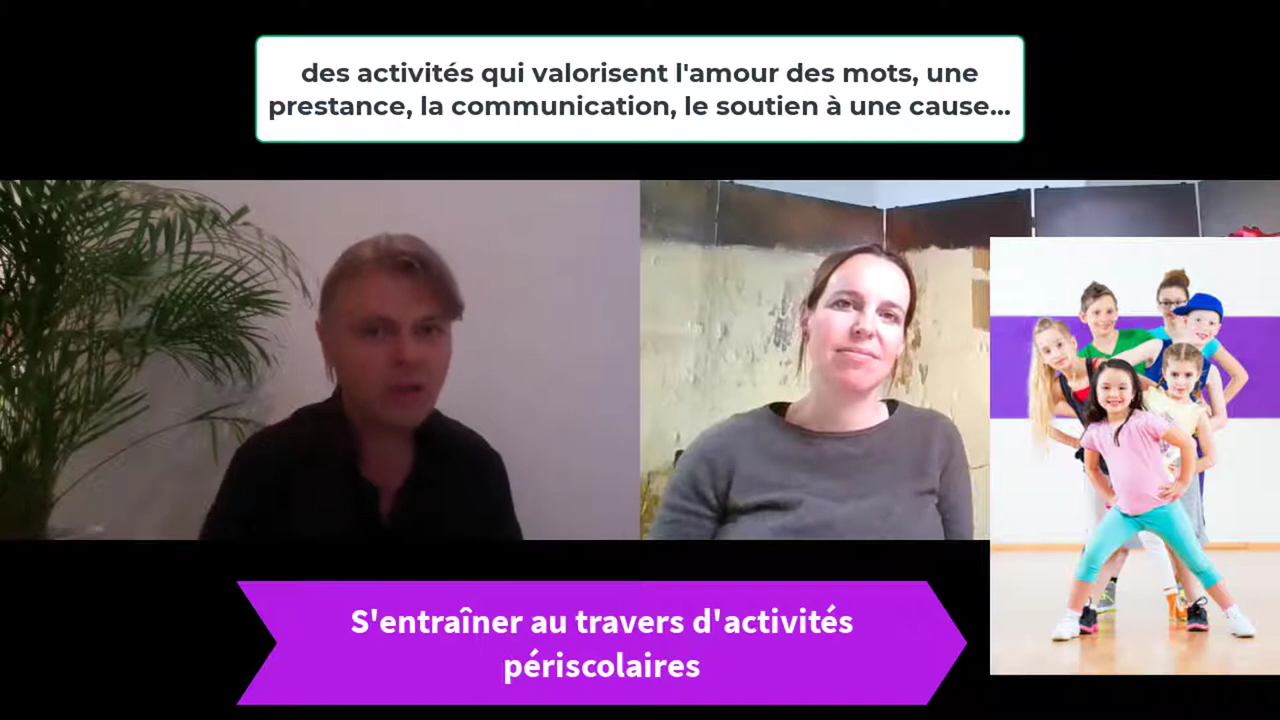 des activités qui valorisent l'amour des mots, une
prestance, la communication, le soutien à une cause...
S'entraîner au travers d'activités
périscolaires